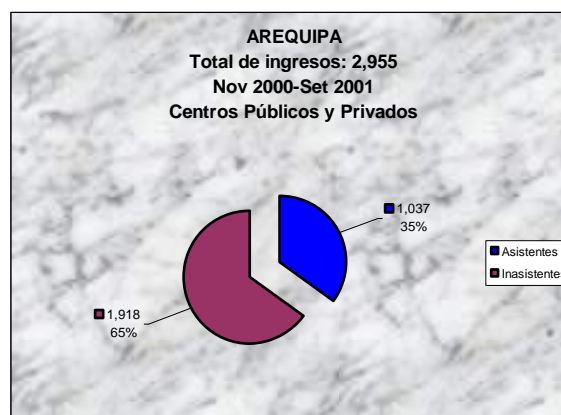 AREQUIPA
Total de ingresos: 2,955
Nov 2000-Set 2001
Centros Públicos y Privados
1,037
35%
Asistentes
Inasistentes
1,918
65%